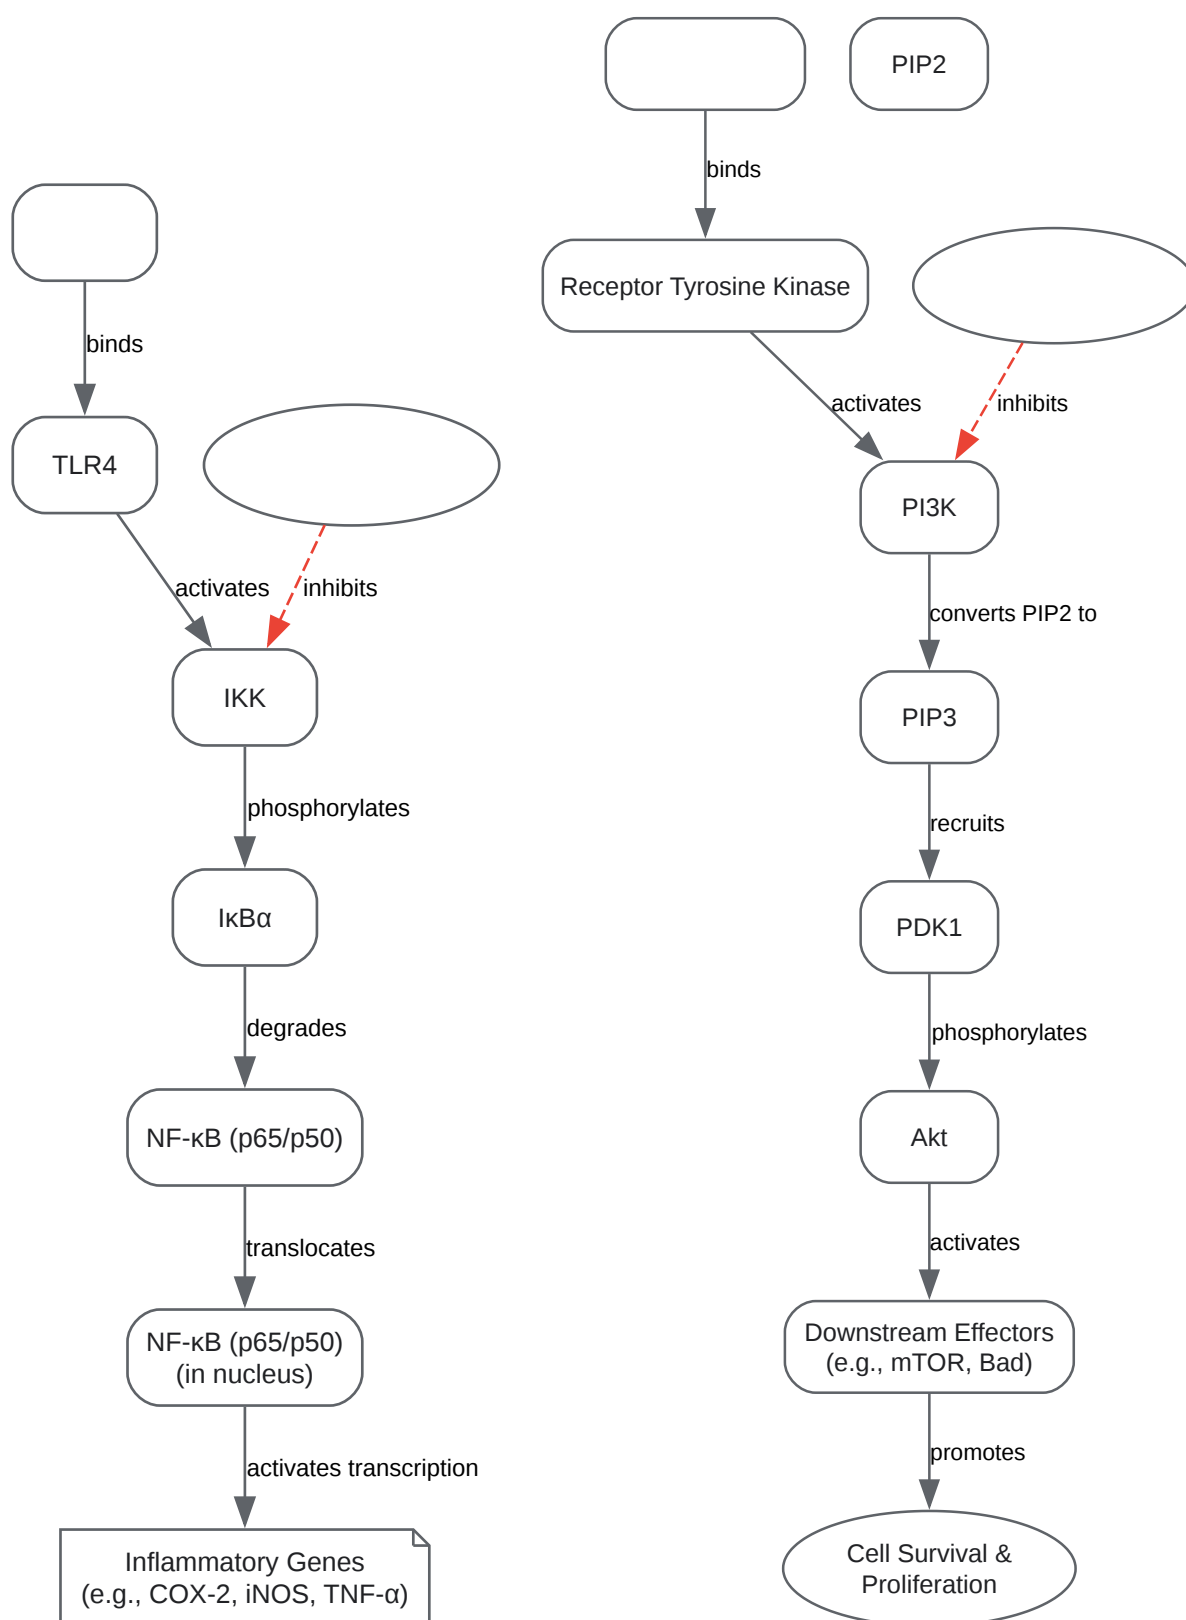 binds
TLR4
activates
inhibits
IKK
phosphorylates
IκBα
degrades
NF-κB (p65/p50)
translocates
NF-κB (p65/p50)
(in nucleus)
activates transcription
Inflammatory Genes
(e.g., COX-2, iNOS, TNF-α)
PIP2
binds
Receptor Tyrosine Kinase
activates
inhibits
PI3K
converts PIP2 to
PIP3
recruits
PDK1
phosphorylates
Akt
activates
Downstream Effectors
(e.g., mTOR, Bad)
promotes
Cell Survival &
Proliferation